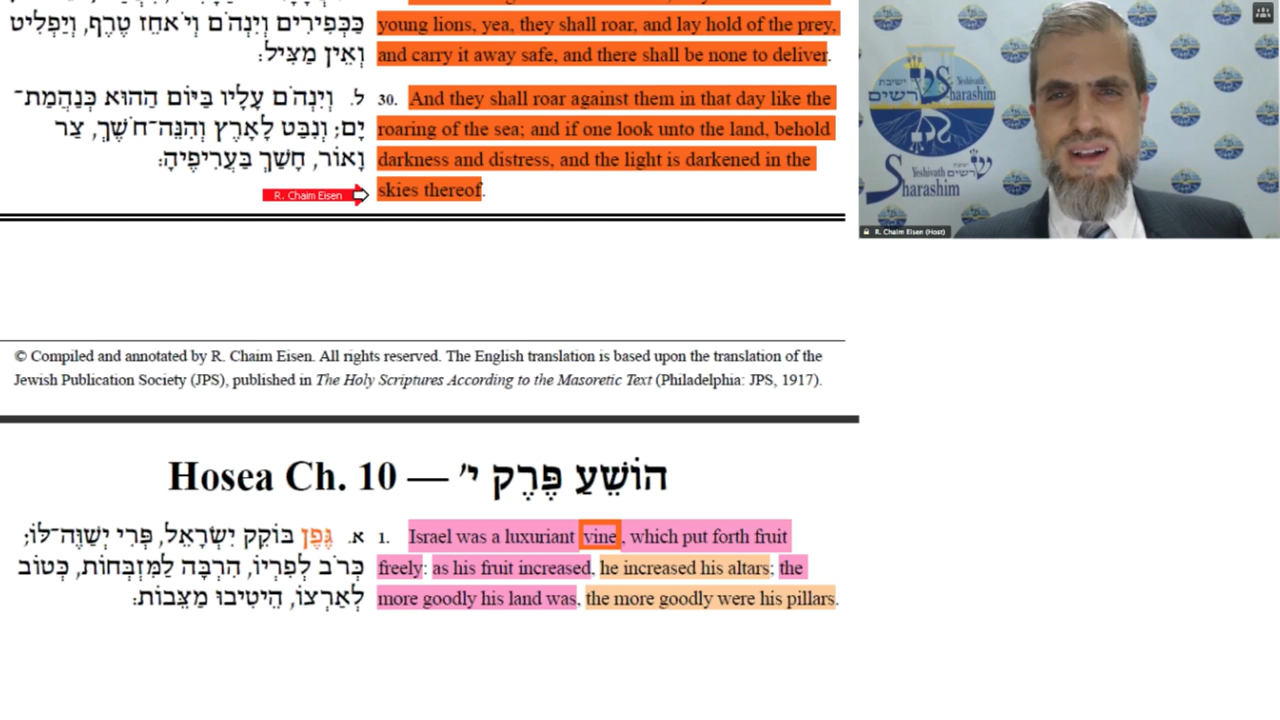 כַּכְּפִירִים וְיִנְהֹם וְיֹאחֵז טֶרֶף, וְיַפְלִיט
וְאֵין מַצִּיל:
young lions, yea, they shall roar, and lay hold of the prey,
and carry it away safe, and there shall be none to deliver.
ל. וְיִנְהֹם עָלָיו בַּיּוֹם הַהוּא כְּנַהֲמַת־
יָם; וְנִבַּט לָאָרֶץ וְהִנֵּה־חֹשֶׁךְ, צַר
וָאוֹר, חָשַׁךְ בַּעֲרִיפֶיהָ:
30. And they shall roar against them in that day like the
roaring of the sea; and if one look unto the land, behold
darkness and distress, and the light is darkened in the
skies thereof.
R. Chaim Eisen
© Compiled and annotated by R. Chaim Eisen. All rights reserved. The English translation is based upon the translation of the
Jewish Publication Society (JPS), published in The Holy Scriptures According to the Masoretic Text (Philadelphia: JPS, 1917).
Hosea Ch. 10 — הוֹשֵׁעַ פֶּרֶק י׳
א. גֶּפֶן בּוֹקֵק יִשְׂרָאֵל, פְּרִי יְשַׁוֶּה־לּוֹ;
כְּרֹב לְפִרְיוֹ, הִרְבָּה לַמִּזְבְּחוֹת, כְּטוֹב
לְאַרְצוֹ, הֵיטִיבוּ מַצֵּבוֹת:
1. Israel was a luxuriant vine, which put forth fruit
freely: as his fruit increased, he increased his altars; the
more goodly his land was, the more goodly were his pillars.
ישיבת
שרשים
Yeshivath
Sharashim
Yeshivath ישיבת
Sharashim
R. Chaim Eisen (Host)